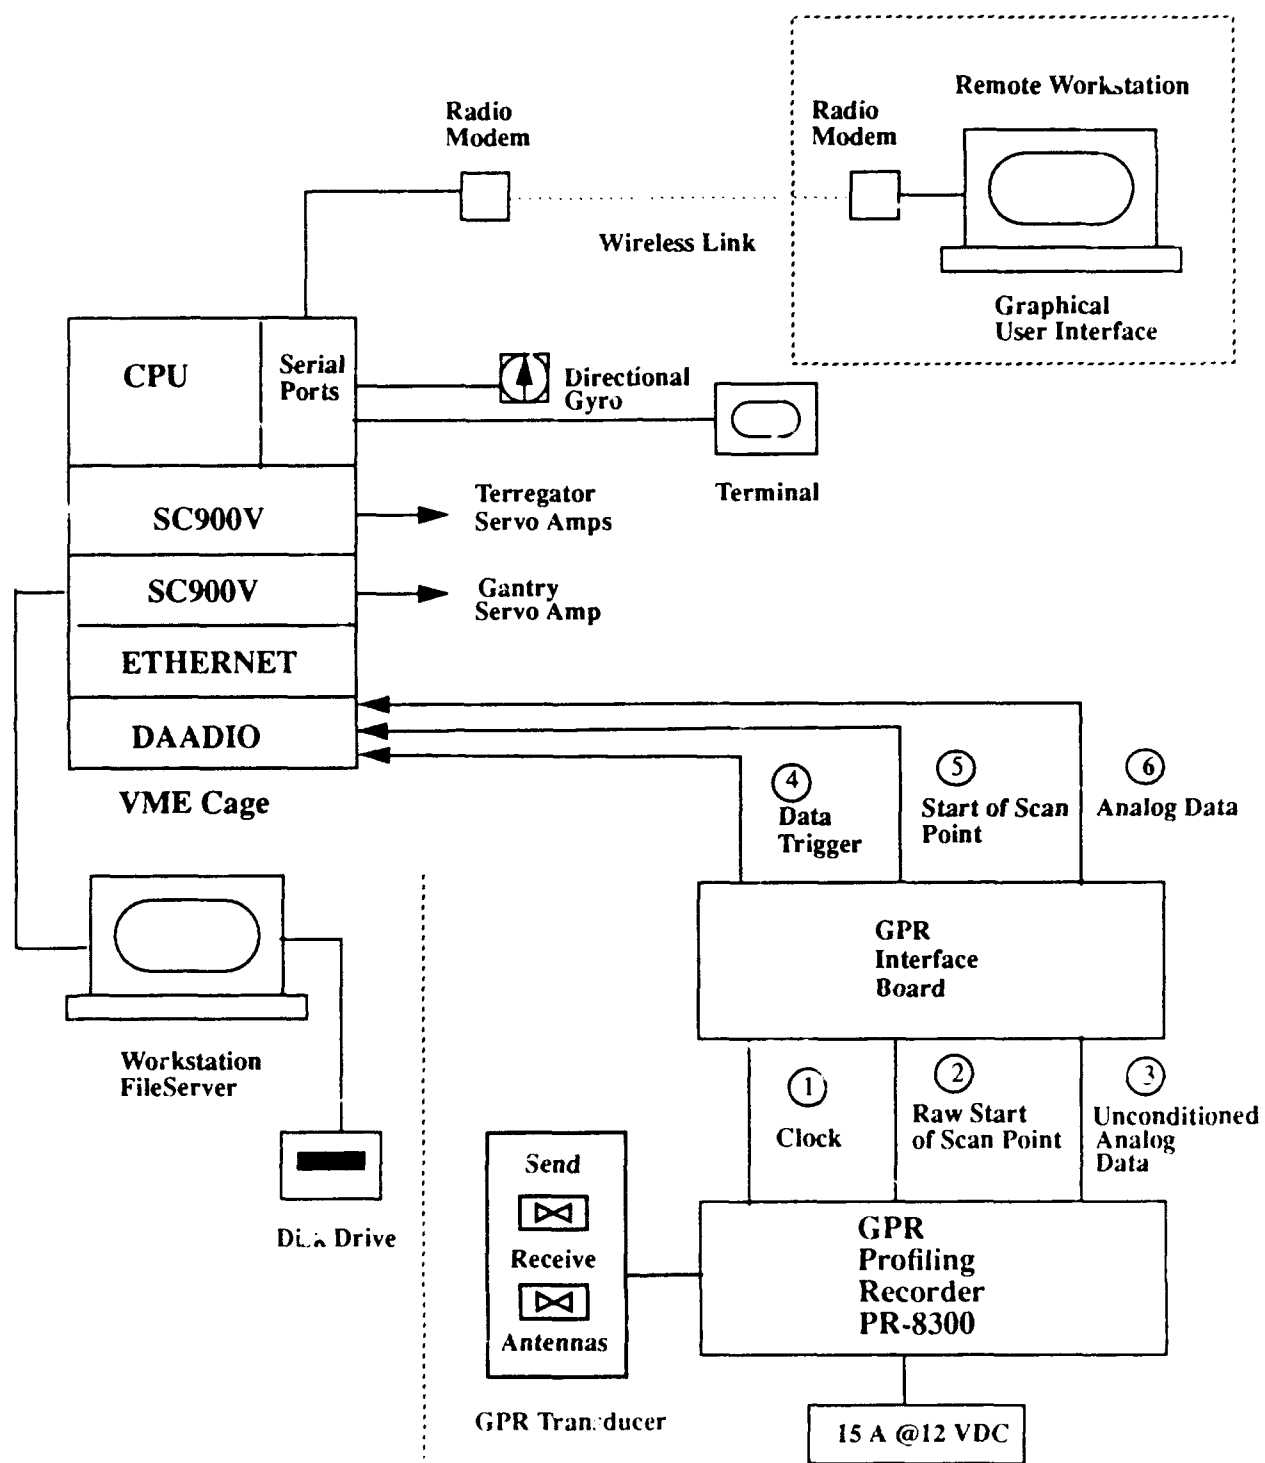 Remote Workstation
Radio
Modem
Radio
Modem
Wireless Link
Graphical
User Interface
CPU
Serial
Ports
Directional
Gyro
Terminal
SC900V
Terregator
Servo Amps
SC900V
Gantry
Servo Amp
ETHERNET
DAADIO
VME Cage
4
Data
Trigger
5
Start of Scan
Point
6
Analog Data
GPR
Interface
Board
Workstation
FileServer
1
Clock
2
Raw Start
of Scan Point
3
Unconditioned
Analog
Data
Drive
Send
Receive
Antennas
GPR Transducer
GPR
Profiling
Recorder
PR-8300
15 A @12 VDC